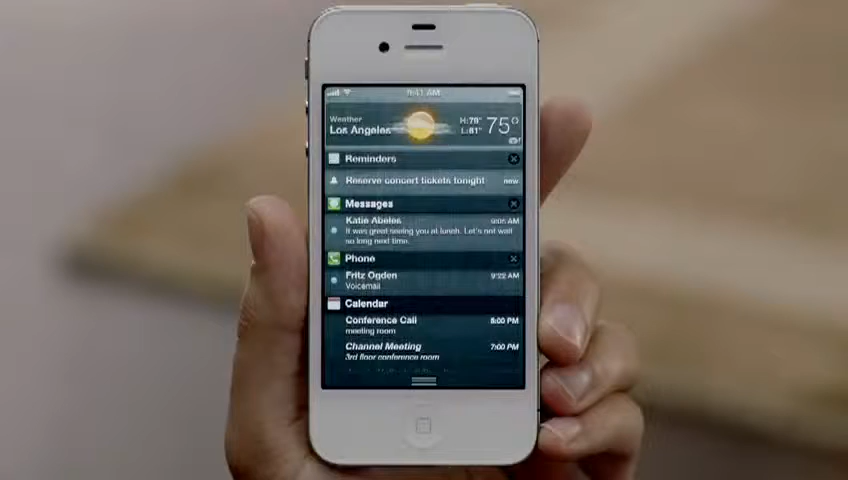 9:41 AM
Weather
Los Angeles
H:79°
L:61°
75°
Reminders
Reserve concert tickets tonight
now
Messages
Katie Abeles
9:05 AM
It was great seeing you at lunch. Let's not wait
so long next time.
Phone
Fritz Ogden
9:22 AM
Voicemail
Calendar
Conference Call
5:00 PM
meeting room
Channel Meeting
7:00 PM
3rd floor conference room